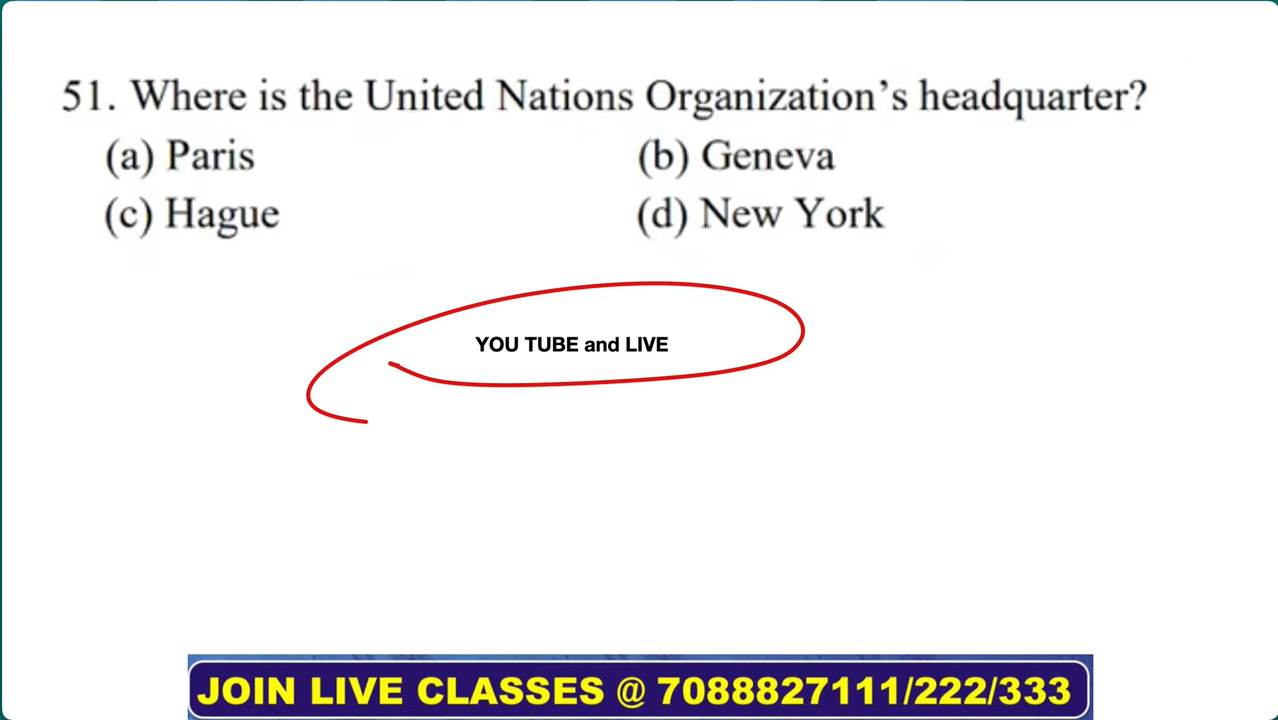 51. Where is the United Nations Organization’s headquarter?
(a) Paris (b) Geneva
(c) Hague (d) New York
YOU TUBE and LIVE
JOIN LIVE CLASSES @ 7088827111/222/333